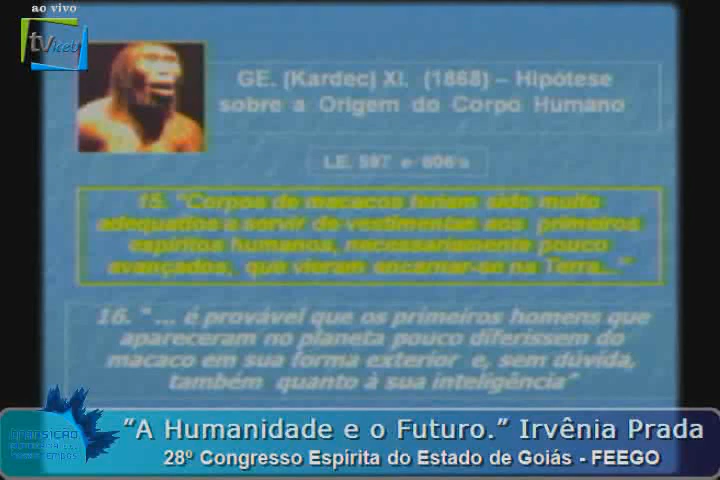 ao vivo
tv
GE. (Kardec) XI. (1868) – Hipótese
sobre a Origem do Corpo Humano
LE. 597 e 606/a
15. “Corpos de macacos teriam sido muito
adequados a servir de vestimentas aos primeiros
espíritos humanos, necessariamente pouco
avançados, que vieram encarnar-se na Terra...”
16. “ ... é provável que os primeiros homens que
apareceram no planeta pouco diferissem do
macaco em sua forma exterior e, sem dúvida,
também quanto à sua inteligência”
TRANSIÇÃO
“A Humanidade e o Futuro.” Irvênia Prada
28º Congresso Espírita do Estado de Goiás - FEEGO